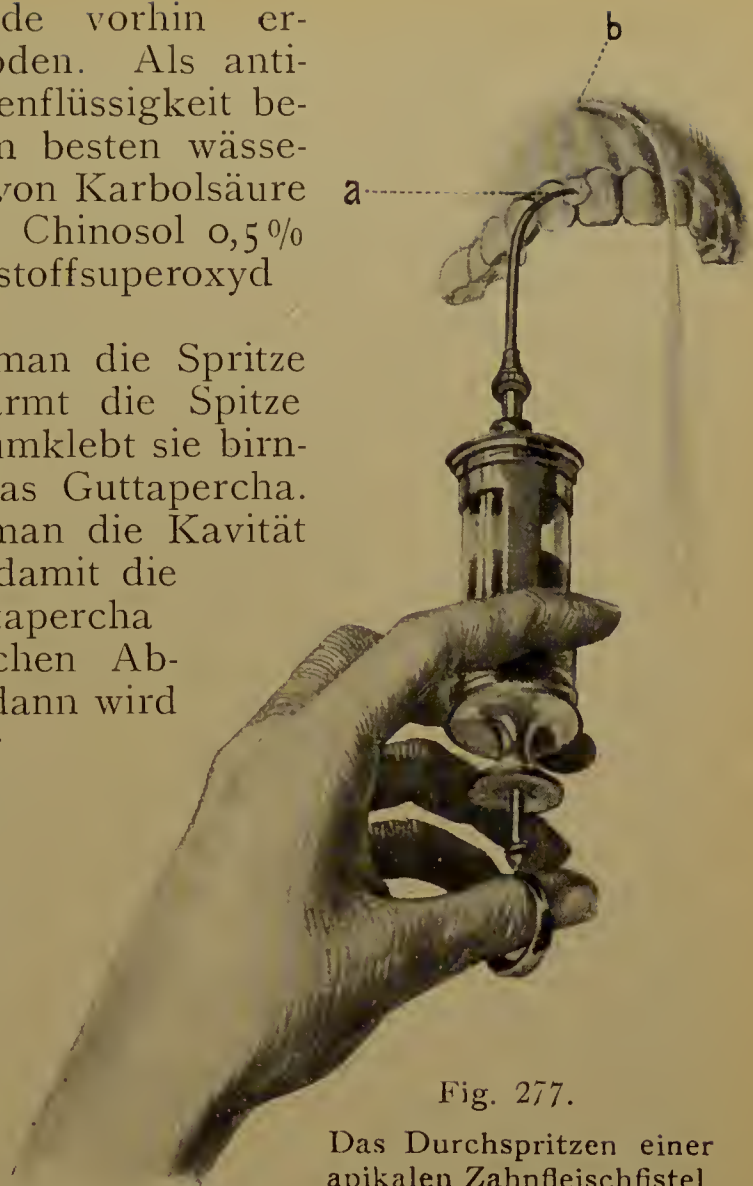 de vorhin er-
oden. Als anti-
enflüssigkeit be-
n besten wässe-
von Karbolsäure
Chinosol 0,5%
stoffsuperoxyd
man die Spritze
ärmt die Spitze
umklebt sie birn-
as Guttapercha.
man die Kavität
damit die
tapercha
chen Ab-
dann wird
a
b
Fig. 277.
Das Durchspritzen einer
apikalen Zahnfleischfistel